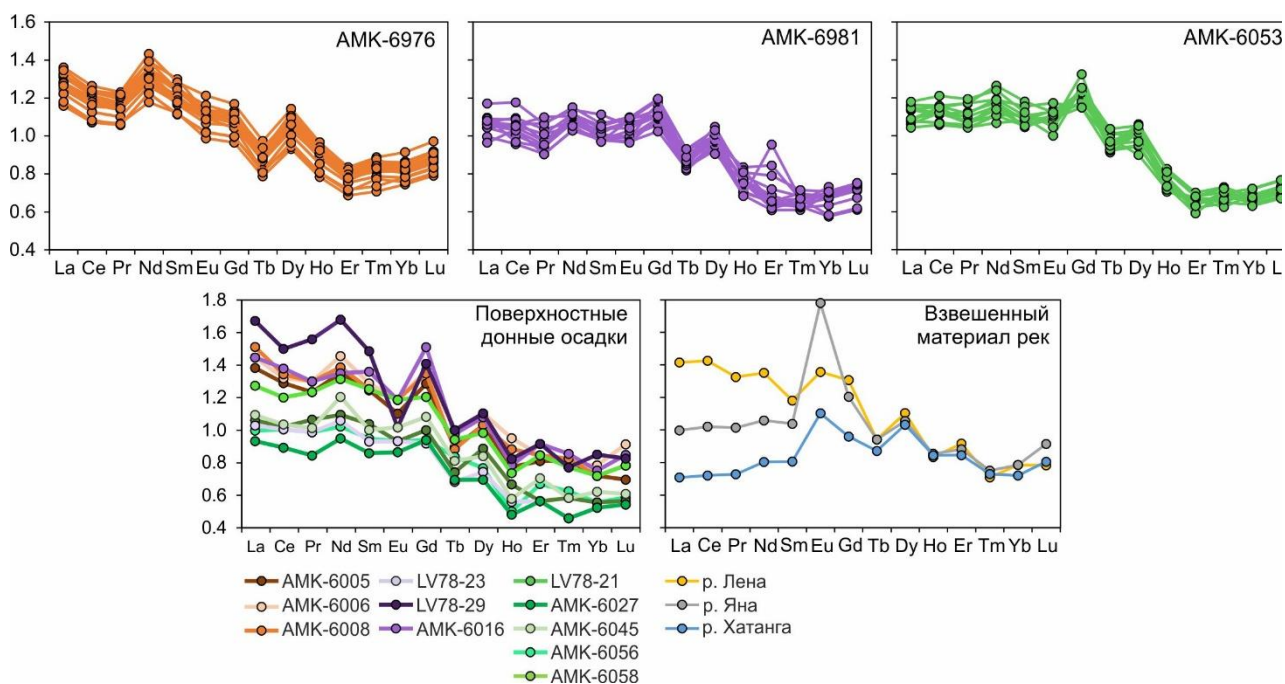 AMK-6976
AMK-6981
AMK-6053
1.6
1.4
1.2
1.0
0.8
0.6
0.4
La Ce Pr Nd Sm Eu Gd Tb Dy Ho Er Tm Yb Lu
La Ce Pr Nd Sm Eu Gd Tb Dy Ho Er Tm Yb Lu
La Ce Pr Nd Sm Eu Gd Tb Dy Ho Er Tm Yb Lu
Поверхностные
донные осадки
Взвешенный
материал рек
1.8
1.6
1.4
1.2
1.0
0.8
0.6
0.4
La Ce Pr Nd Sm Eu Gd Tb Dy Ho Er Tm Yb Lu
La Ce Pr Nd Sm Eu Gd Tb Dy Ho Er Tm Yb Lu
AMK-6005 LV78-23 LV78-21 р. Лена
AMK-6006 LV78-29 AMK-6027 р. Яна
AMK-6008 AMK-6016 AMK-6045 р. Хатанга
AMK-6056
AMK-6058